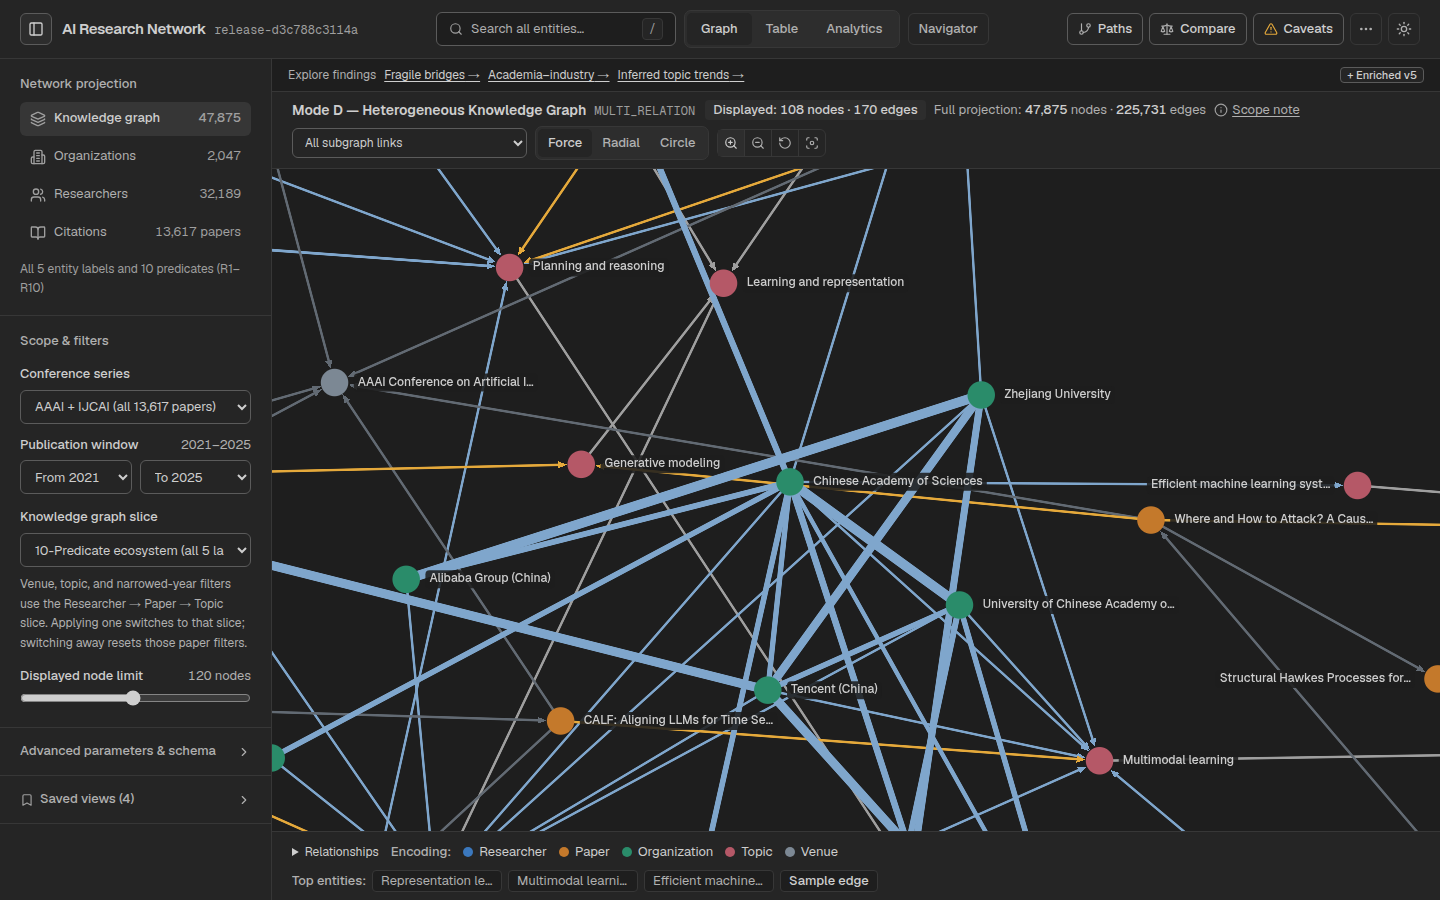 AI Research Network release-d3c788c3114a
Search all entities... /
Graph Table Analytics
Navigator
Paths
Compare
Caveats
Network projection
Knowledge graph 47,875
Organizations 2,047
Researchers 32,189
Citations 13,617 papers
All 5 entity labels and 10 predicates (R1–
R10)
Scope & filters
Conference series
AAAI + IJCAI (all 13,617 papers)
Publication window 2021–2025
From 2021
To 2025
Knowledge graph slice
10-Predicate ecosystem (all 5 la
Venue, topic, and narrowed-year filters
use the Researcher → Paper → Topic
slice. Applying one switches to that slice;
switching away resets those paper filters.
Displayed node limit 120 nodes
Advanced parameters & schema
Saved views (4)
Explore findings Fragile bridges → Academia–industry → Inferred topic trends →
+ Enriched v5
Mode D — Heterogeneous Knowledge Graph MULTI_RELATION Displayed: 108 nodes · 170 edges Full projection: 47,875 nodes · 225,731 edges Scope note
All subgraph links
Force Radial Circle
Planning and reasoning
Learning and representation
AAAI Conference on Artificial I...
Zhejiang University
Generative modeling
Chinese Academy of Sciences
Efficient machine learning syst...
Where and How to Attack? A Caus...
Alibaba Group (China)
University of Chinese Academy o...
Structural Hawkes Processes for...
Tencent (China)
CALF: Aligning LLMs for Time Se...
Multimodal learning
Relationships Encoding: Researcher Paper Organization Topic Venue
Top entities: Representation le... Multimodal learni... Efficient machine... Sample edge